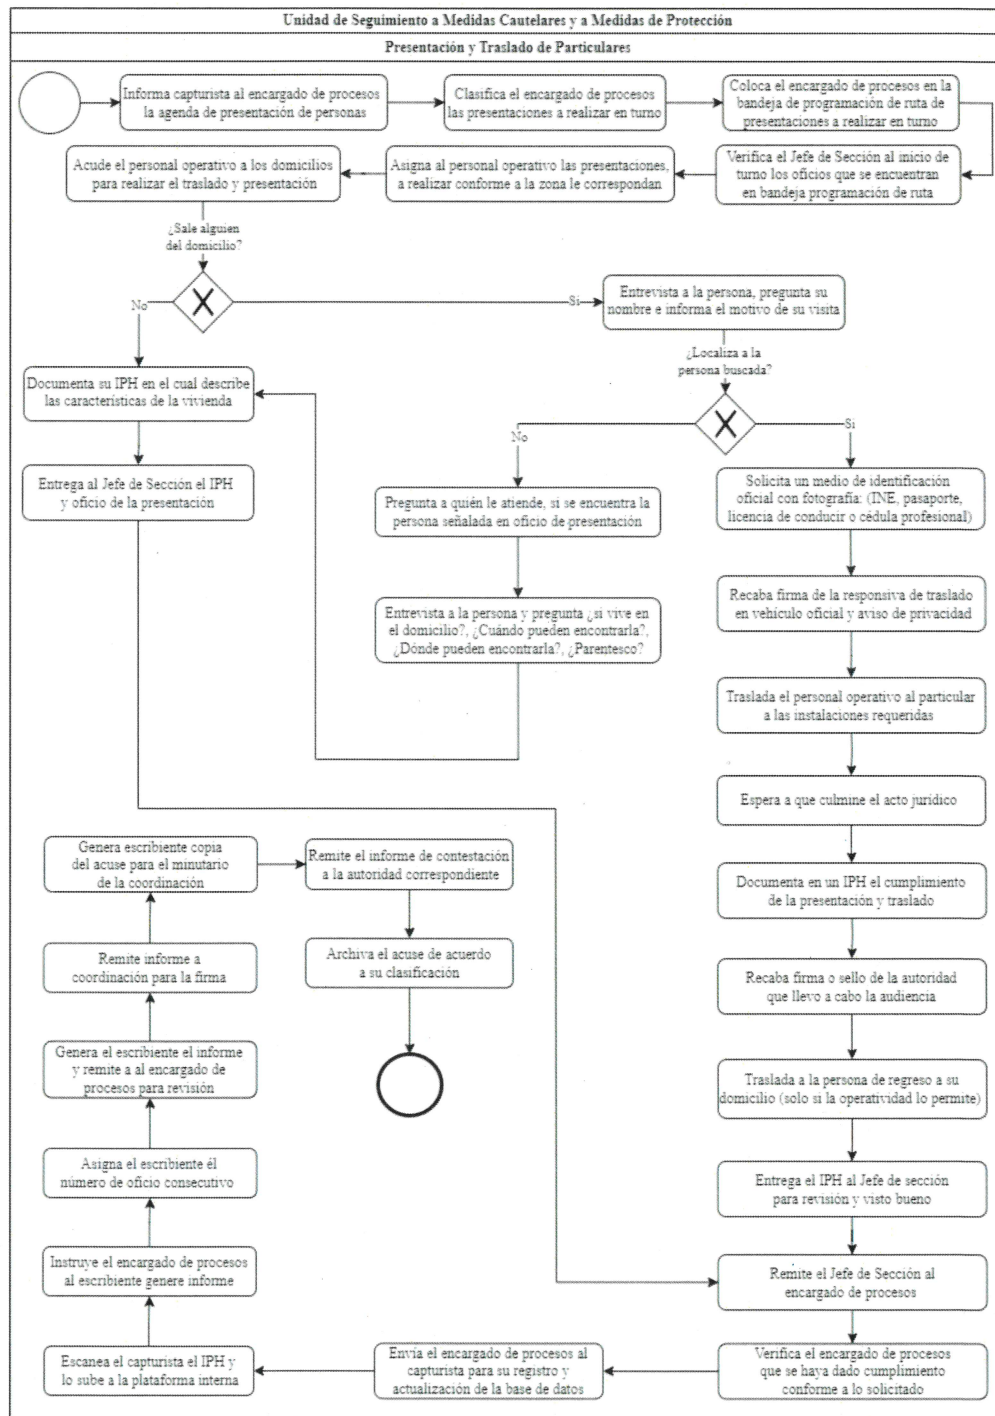 Unidad de Seguimiento a Medidas Cautelares y a Medidas de Protección
Presentación y Traslado de Particulares
Informa capturista al encargado de procesos
la agenda de presentación de personas
Clasifica el encargado de procesos
las presentaciones a realizar en turno
Coloca el encargado de procesos en la
bandeja de programación de ruta de
presentaciones a realizar en turno
Verifica el Jefe de Sección al inicio de
turno los oficios que se encuentran
en bandeja programación de ruta
Asigna al personal operativo las presentaciones,
a realizar conforme a la zona le correspondan
Acude el personal operativo a los domicilios
para realizar el traslado y presentación
¿Sale alguien
del domicilio?
No
Si
Entrevista a la persona, pregunta su
nombre e informa el motivo de su visita
¿Localiza a la
persona buscada?
No
Si
Documenta su IPH en el cual describe
las características de la vivienda
Entrega al Jefe de Sección el IPH
y oficio de la presentación
Pregunta a quién le atiende, si se encuentra la
persona señalada en oficio de presentación
Entrevista a la persona y pregunta ¿si vive en
el domicilio?, ¿Cuándo pueden encontrarla?,
¿Dónde pueden encontrarla?, ¿Parentesco?
Solicita un medio de identificación
oficial con fotografía: (INE, pasaporte,
licencia de conducir o cédula profesional)
Recaba firma de la responsiva de traslado
en vehículo oficial y aviso de privacidad
Traslada el personal operativo al particular
a las instalaciones requeridas
Espera a que culmine el acto jurídico
Documenta en un IPH el cumplimiento
de la presentación y traslado
Recaba firma o sello de la autoridad
que llevo a cabo la audiencia
Traslada a la persona de regreso a su
domicilio (solo si la operatividad lo permite)
Entrega el IPH al Jefe de sección
para revisión y visto bueno
Remite el Jefe de Sección al
encargado de procesos
Verifica el encargado de procesos
que se haya dado cumplimiento
conforme a lo solicitado
Envía el encargado de procesos al
capturista para su registro y
actualización de la base de datos
Escanea el capturista el IPH y
lo sube a la plataforma interna
Instruye el encargado de procesos
al escribiente genere informe
Asigna el escribiente él
número de oficio consecutivo
Genera el escribiente el informe
y remite a al encargado de
procesos para revisión
Remite informe a
coordinación para la firma
Genera escribiente copia
del acuse para el minutario
de la coordinación
Remite el informe de contestación
a la autoridad correspondiente
Archiva el acuse de acuerdo
a su clasificación